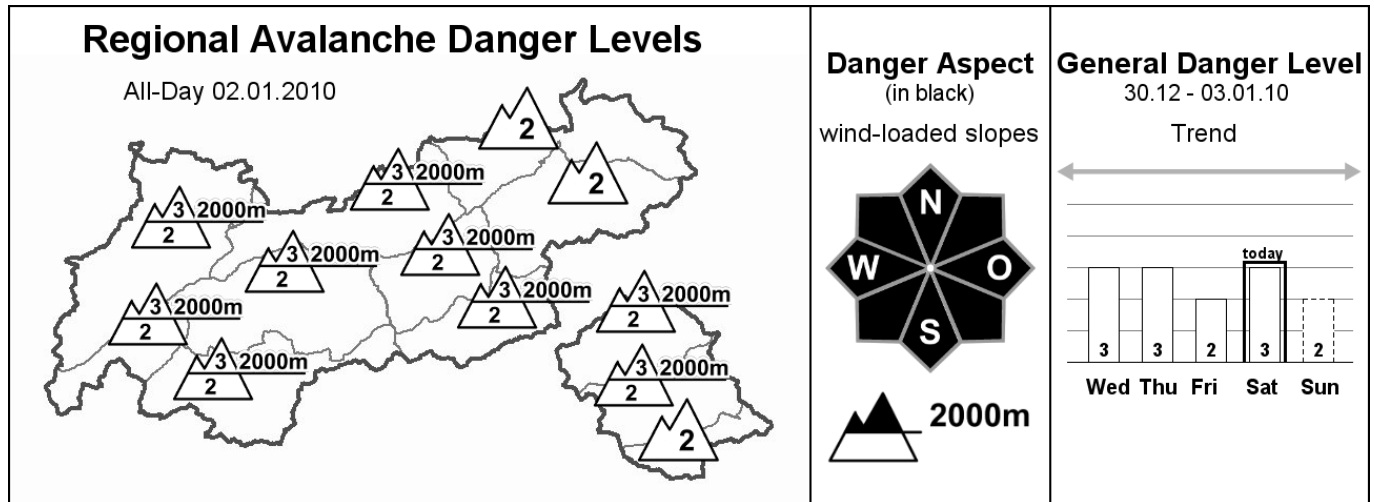 Regional Avalanche Danger Levels
All-Day 02.01.2010
2
2
3 2000m
2
3 2000m
2
3 2000m
2
3 2000m
2
3 2000m
2
3 2000m
2
3 2000m
2
3 2000m
2
3 2000m
2
3 2000m
2
2
Danger Aspect
(in black)
wind-loaded slopes
N
W O
S
2000m
General Danger Level
30.12 - 03.01.10
Trend
today
3 3 2 3 2
Wed Thu Fri Sat Sun